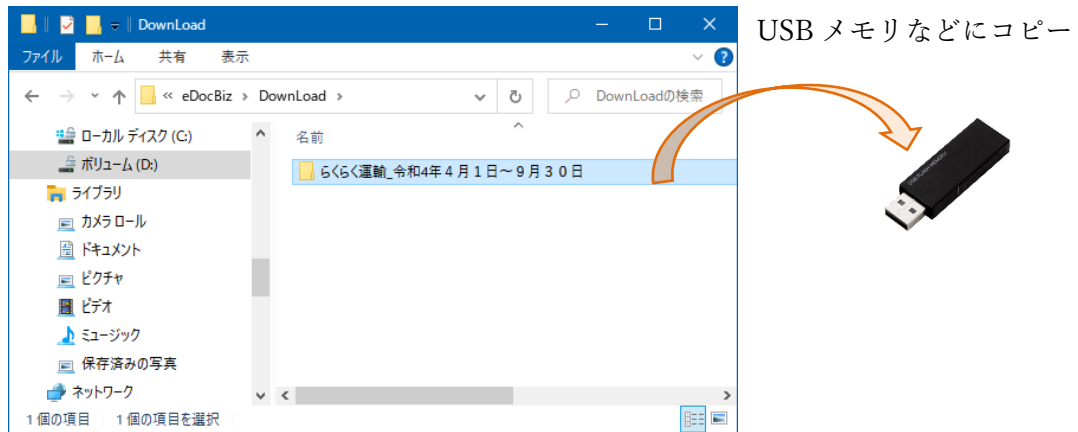 DownLoad
USB メモリなどにコピー
ファイル ホーム 共有 表示
« eDocBiz › DownLoad › DownLoadの検索
ローカル ディスク (C:)
名前
ボリューム (D:)
らくらく運輸_令和4年４月１日～９月３０日
ライブラリ
カメラ ロール
ドキュメント
ピクチャ
ビデオ
ミュージック
保存済みの写真
ネットワーク
1 個の項目 1 個の項目を選択
USB FLASH MEMORY